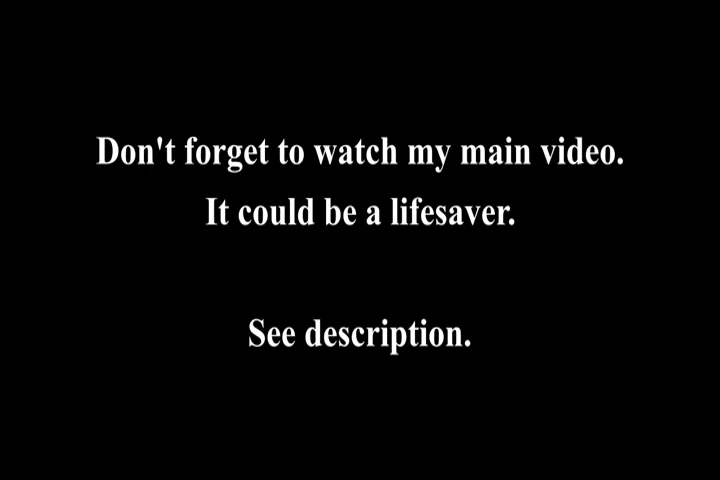 Don't forget to watch my main video.
It could be a lifesaver.
See description.